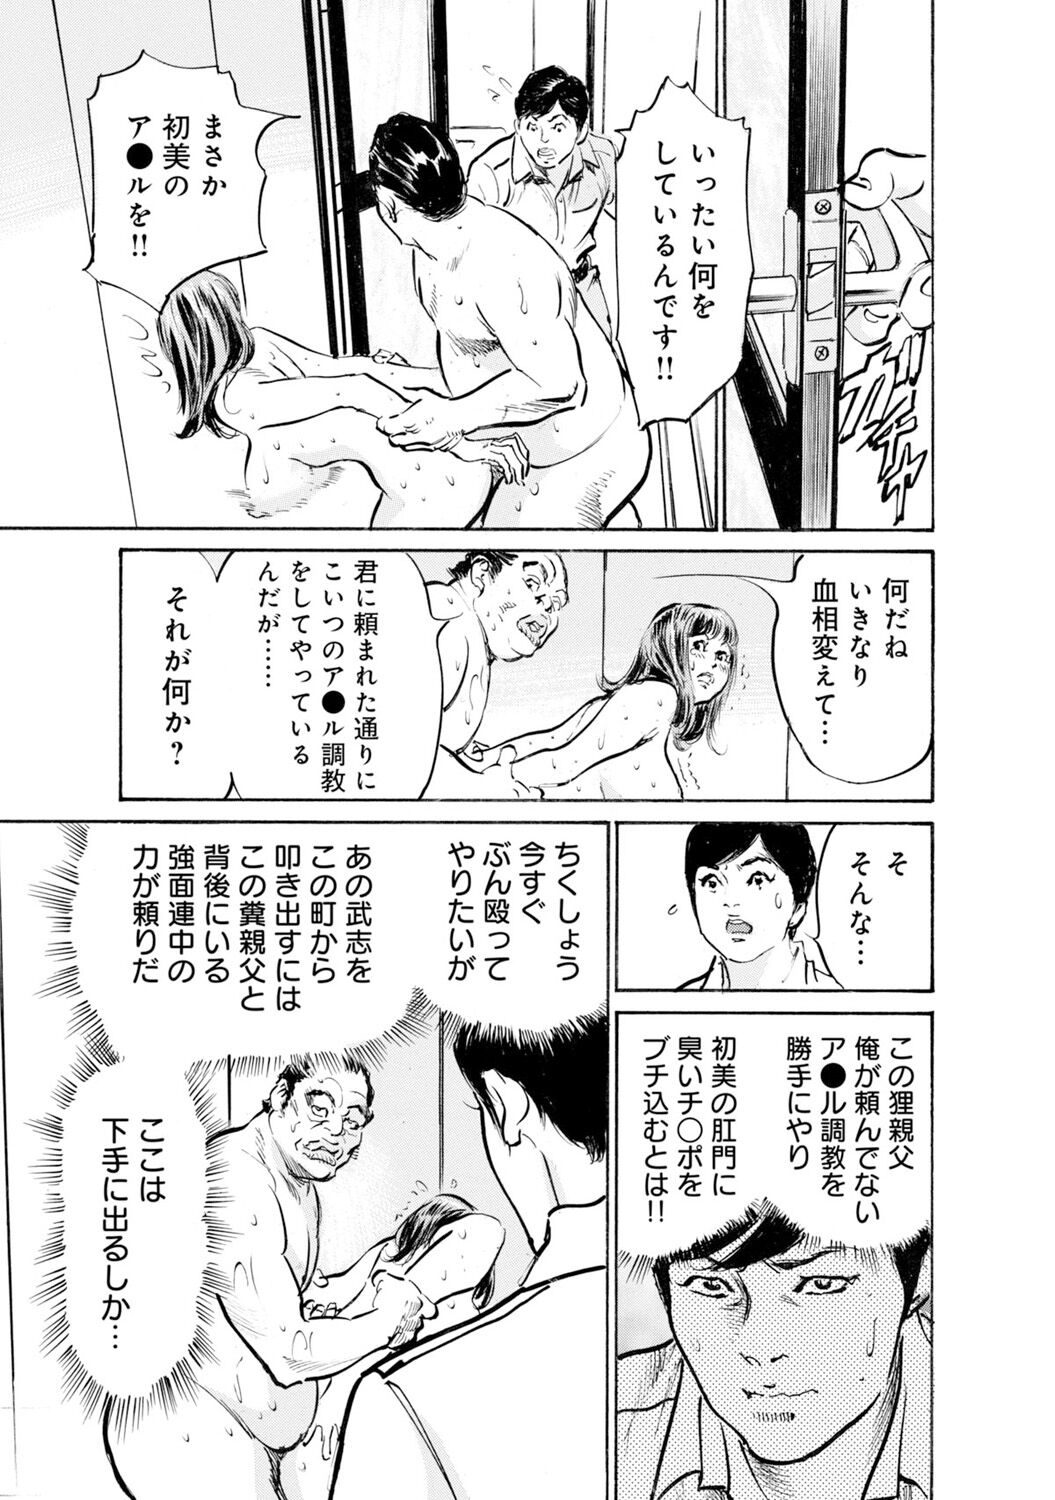 ガチャ
いったい何を
しているんです!!
まさか
初美の
ア●ルを!!
何だね
いきなり
血相変えて…
君に頼まれた通りに
こいつのア●ル調教
をしてやっている
んだが……
それが何か?
そ
そんな…
この狸親父
俺が頼んでない
ア●ル調教を
勝手にやり
初美の肛門に
臭いチ○ポを
ブチ込むとは!!
ちくしょう
今すぐ
ぶん殴って
やりたいが
あの武志を
この町から
叩き出すには
この糞親父と
背後にいる
強面連中の
力が頼りだ
ここは
下手に出るしか…